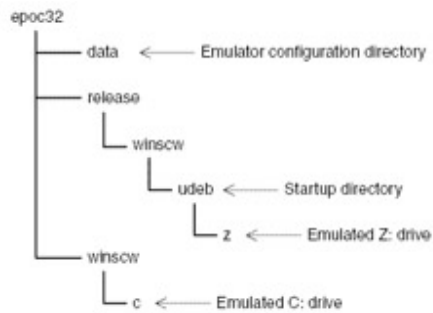 epoc32
data Emulator configuration directory
release
winscw
udeb Startup directory
z Emulated Z: drive
winscw
c Emulated C: drive